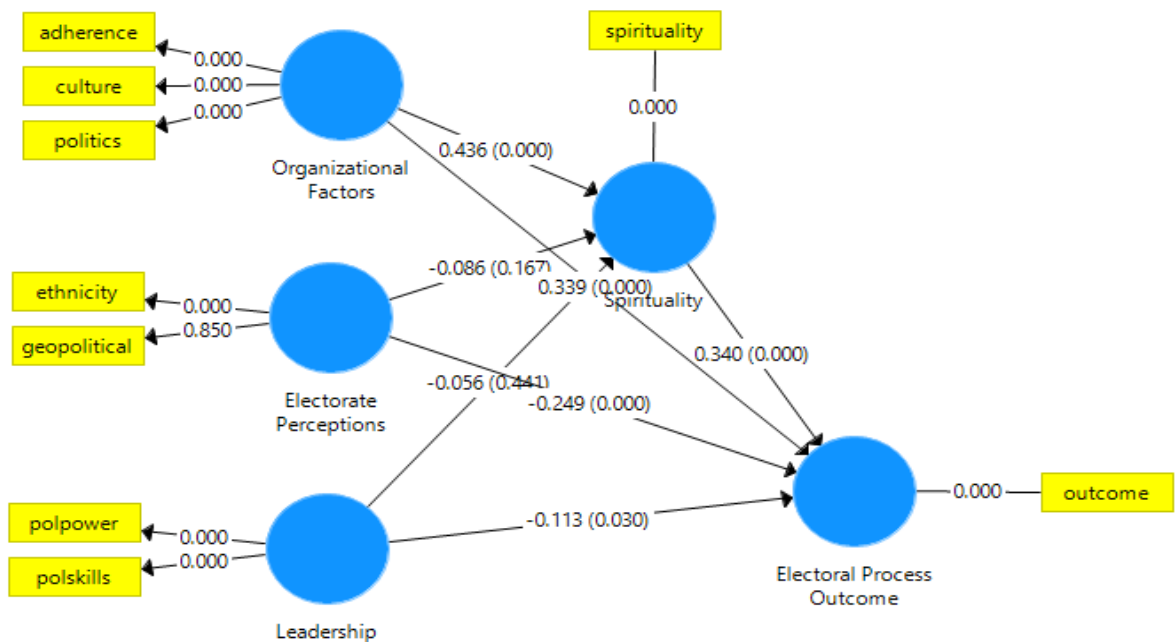 adherence
spirituality
0.000
culture
0.000
0.000
politics
0.000
0.436 (0.000)
Organizational
Factors
ethnicity
0.000
-0.086 (0.167)
0.339 (0.000)
Spirituality
geopolitical
0.850
0.340 (0.000)
-0.056 (0.441)
Electorate
Perceptions
-0.249 (0.000)
polpower
0.000
0.000
outcome
-0.113 (0.030)
polskills
0.000
Electoral Process
Outcome
Leadership